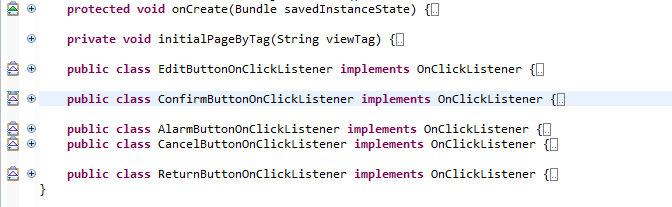 protected void onCreate(Bundle savedInstanceState) {
private void initialPageByTag(String viewTag) {
public class EditButtonOnClickListener implements OnClickListener {
public class ConfirmButtonOnClickListener implements OnClickListener {
public class AlarmButtonOnClickListener implements OnClickListener {
public class CancelButtonOnClickListener implements OnClickListener {
public class ReturnButtonOnClickListener implements OnClickListener {
}